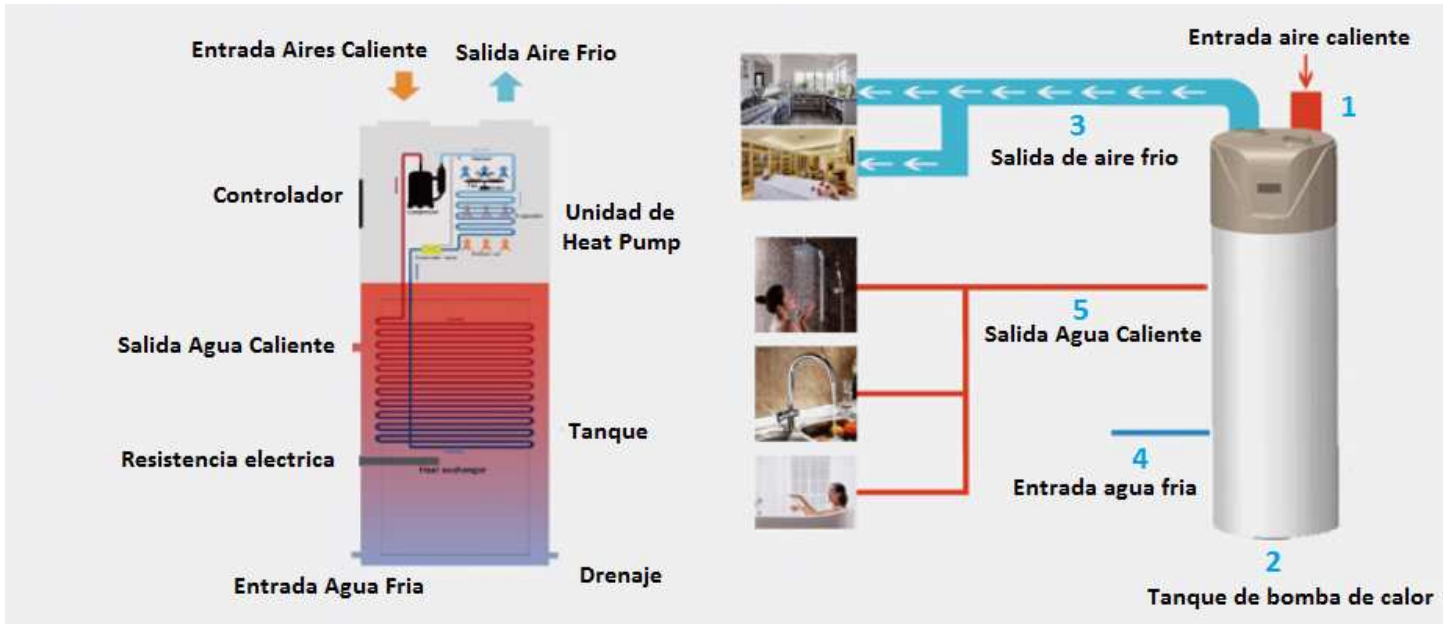 Entrada Aires Caliente
Salida Aire Frio
Controlador
Unidad de
Heat Pump
Salida Agua Caliente
Tanque
Resistencia electrica
Heat exchanger
Entrada Agua Fria
Drenaje
Entrada aire caliente
1
3
Salida de aire frio
5
Salida Agua Caliente
4
Entrada agua fria
2
Tanque de bomba de calor